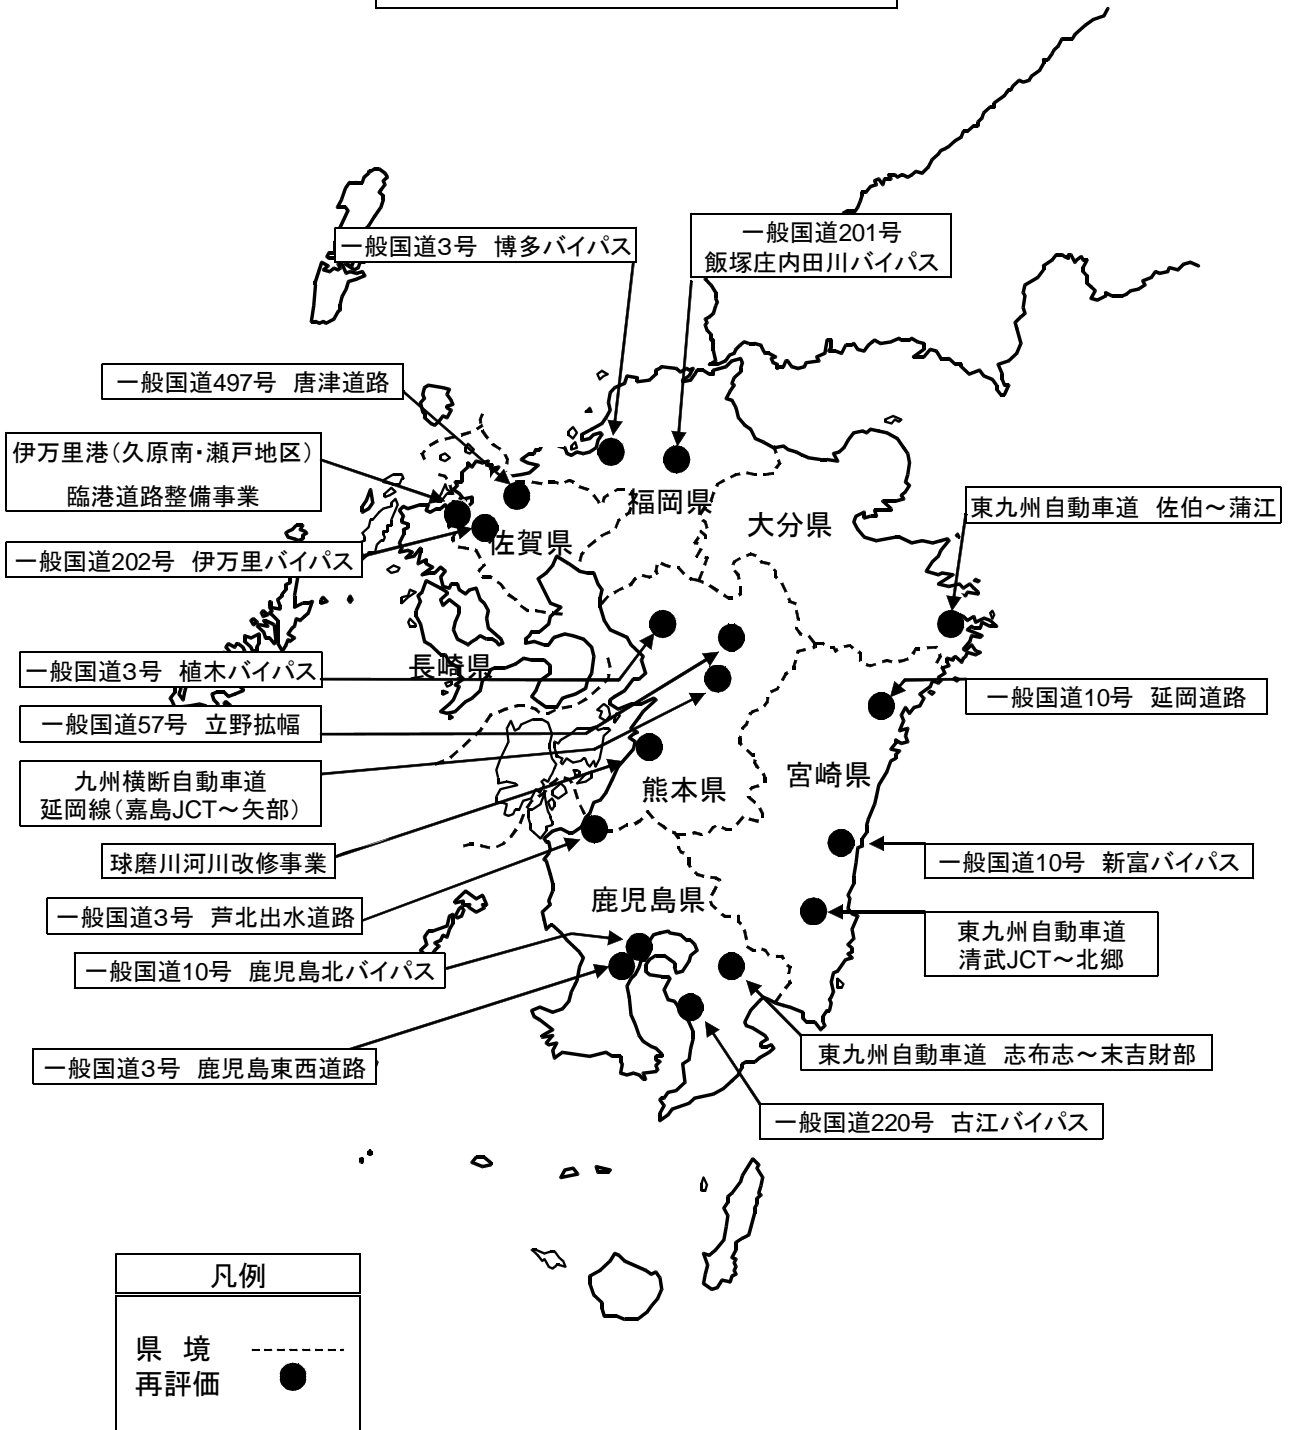 一般国道3号　博多バイパス
一般国道201号
飯塚庄内田川バイパス
一般国道497号　唐津道路
伊万里港（久原南・瀬戸地区）
臨港道路整備事業
一般国道202号　伊万里バイパス
福岡県
佐賀県
大分県
東九州自動車道　佐伯～蒲江
長崎県
一般国道3号　植木バイパス
一般国道57号　立野拡幅
一般国道10号　延岡道路
九州横断自動車道
延岡線（嘉島JCT～矢部）
熊本県
宮崎県
球磨川河川改修事業
一般国道10号　新富バイパス
一般国道3号　芦北出水道路
鹿児島県
東九州自動車道
清武JCT～北郷
一般国道10号　鹿児島北バイパス
一般国道3号　鹿児島東西道路
東九州自動車道　志布志～末吉財部
一般国道220号　古江バイパス
凡例
県　境
再評価